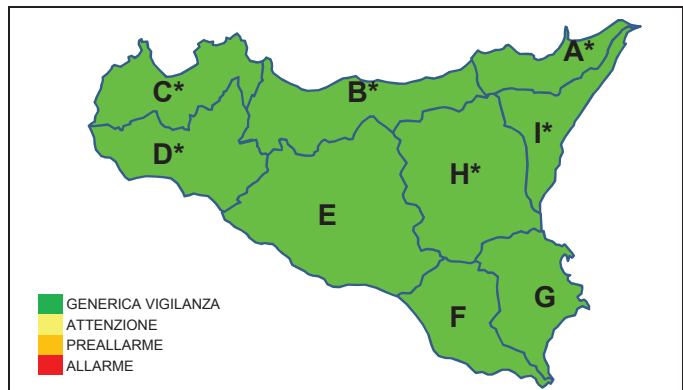 A*
C*
B*
I*
D*
H*
E
G
F
GENERICA VIGILANZA
ATTENZIONE
PREALLARME
ALLARME